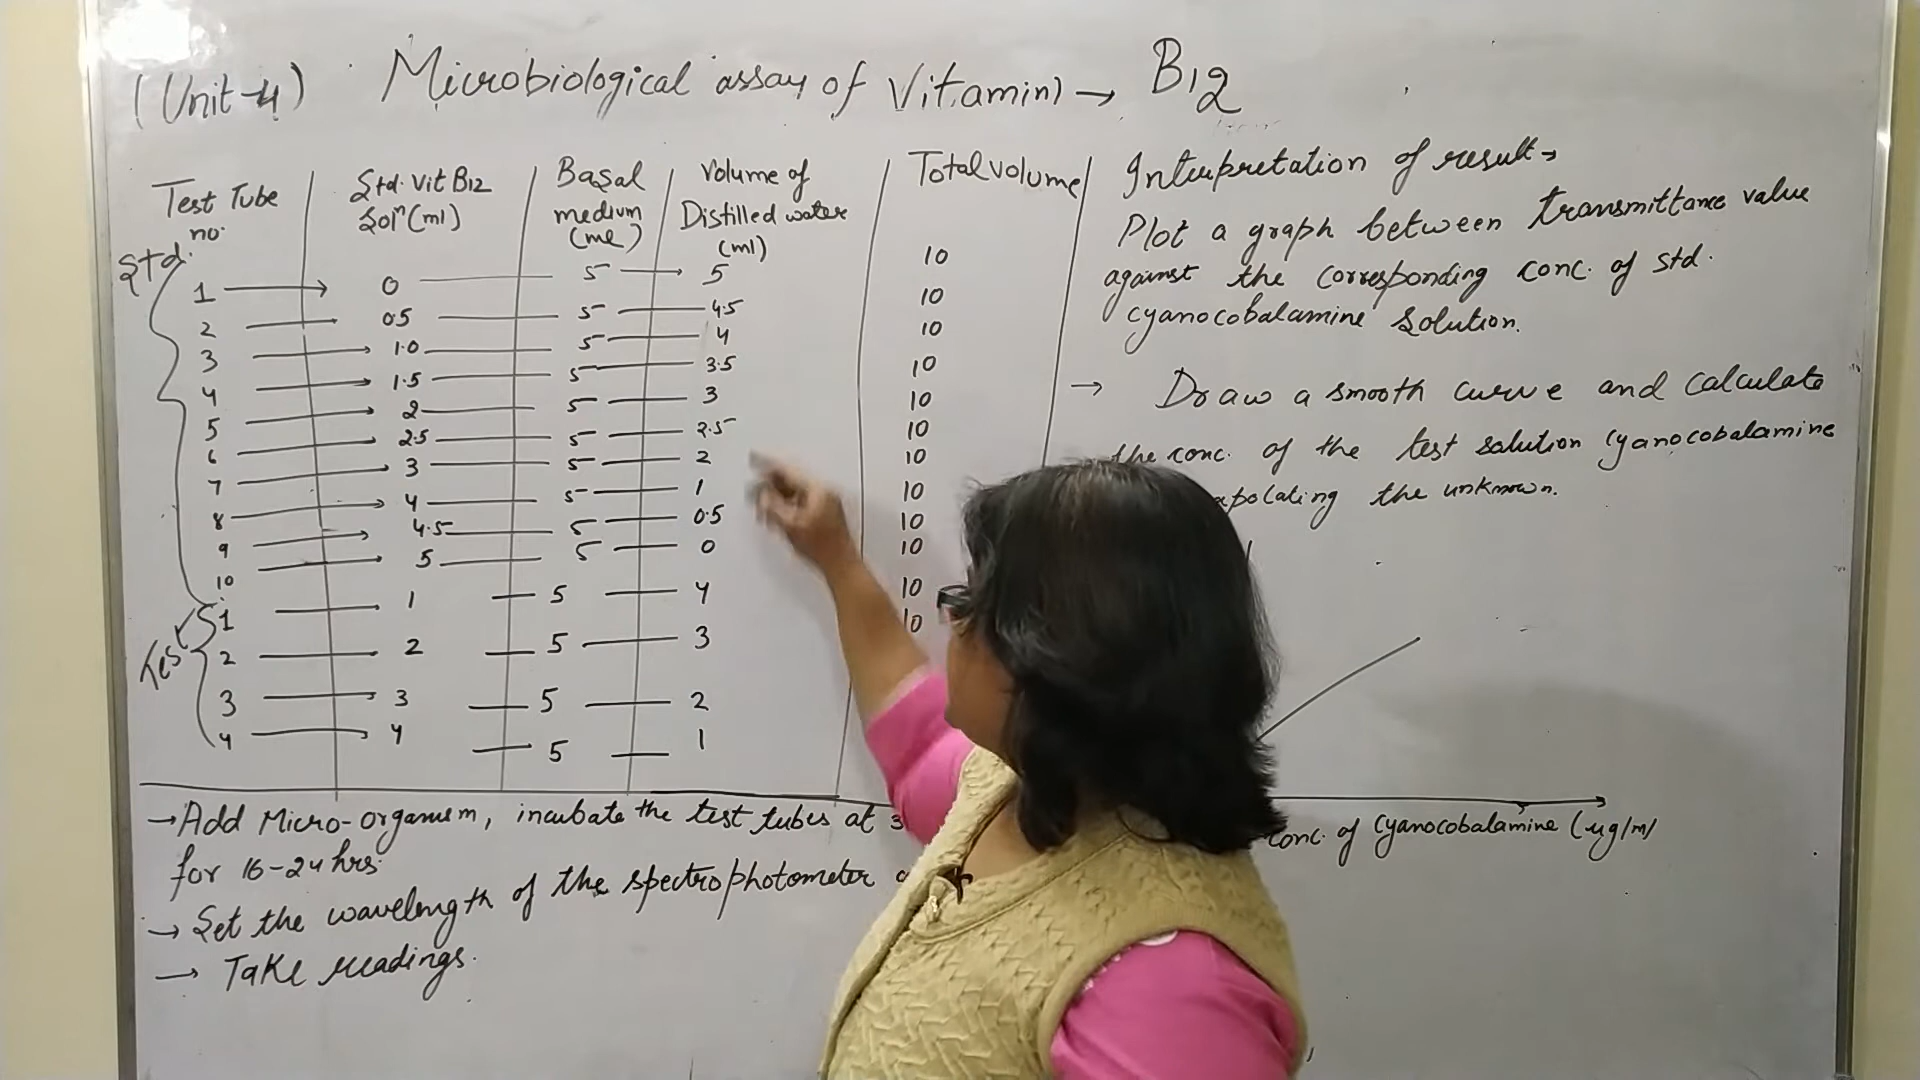 (Unit-4) Microbiological assay of Vitamin → B12
Test Tube no. | Std. Vit B12 Solⁿ (ml) | Basal medium (ml) | Volume of Distilled water (ml) | Total volume
Std.
1 → 0 — 5 → 5 10
2 — 0.5 — 5 — 4.5 10
3 → 1.0 — 5 — 4 10
4 → 1.5 — 5 — 3.5 10
5 → 2 — 5 — 3 10
6 → 2.5 — 5 — 2.5 10
7 → 3 — 5 — 2 10
8 → 4 — 5 — 1 10
9 → 4.5 — 5 — 0.5 10
10 → 5 — 5 — 0 10
Test
1 — 1 — 5 — 4 10
2 — 2 — 5 — 3 10
3 — 3 — 5 — 2
4 — 4 — 5 — 1
→ Add Micro-organism, incubate the test tubes at 3
for 16-24 hrs.
→ Set the wavelength of the spectrophotometer
→ Take readings.
Interpretation of result →
Plot a graph between transmittance value
against the corresponding conc. of std.
cyanocobalamine solution.
→ Draw a smooth curve and calculate
the conc. of the test solution Cyanocobalamine
the unknown.
conc. of Cyanocobalamine (μg/ml